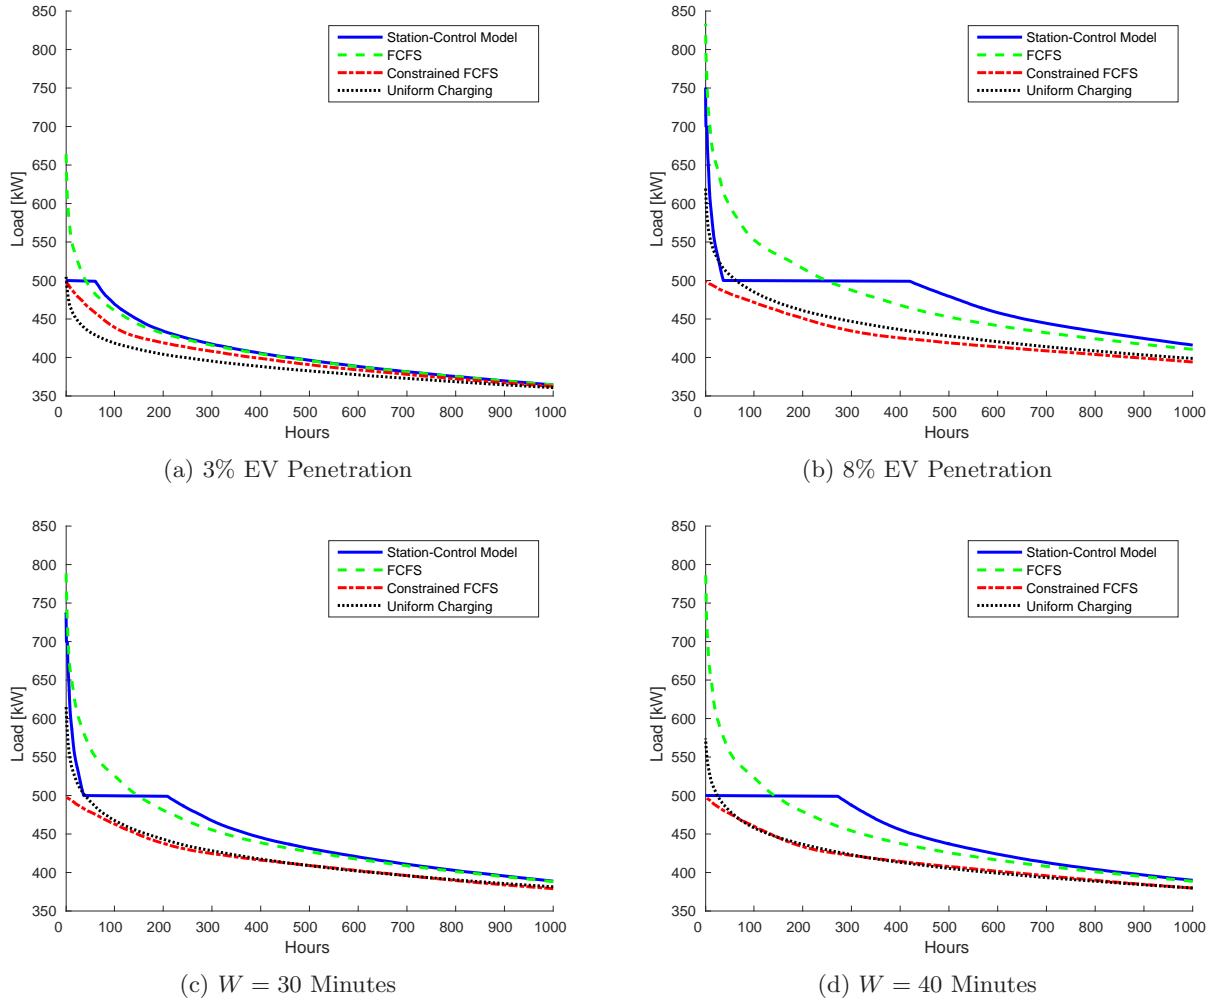 850
800
750
700
650
600
550
500
450
400
350
Load [kW]
0 100 200 300 400 500 600 700 800 900 1000
Hours
Station-Control Model
FCFS
Constrained FCFS
Uniform Charging
(a) 3% EV Penetration
850
800
750
700
650
600
550
500
450
400
350
Load [kW]
0 100 200 300 400 500 600 700 800 900 1000
Hours
Station-Control Model
FCFS
Constrained FCFS
Uniform Charging
(b) 8% EV Penetration
850
800
750
700
650
600
550
500
450
400
350
Load [kW]
0 100 200 300 400 500 600 700 800 900 1000
Hours
Station-Control Model
FCFS
Constrained FCFS
Uniform Charging
(c) W = 30 Minutes
850
800
750
700
650
600
550
500
450
400
350
Load [kW]
0 100 200 300 400 500 600 700 800 900 1000
Hours
Station-Control Model
FCFS
Constrained FCFS
Uniform Charging
(d) W = 40 Minutes